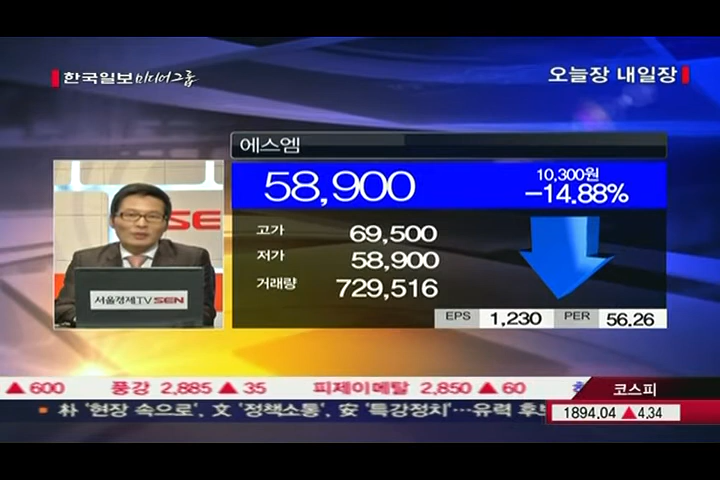 한국일보 미디어그룹
오늘장 내일장
에스엠
58,900
10,300원
-14.88%
고가 69,500
저가 58,900
거래량 729,516
EPS 1,230 PER 56.26
SEN
서울경제TV SEN
▲600 풍강 2,885 ▲35 피제이메탈 2,850 ▲60
코스피
1894.04 ▲4.34
朴 '현장 속으로', 文 '정책소통', 安 '특강정치'…유력 후보